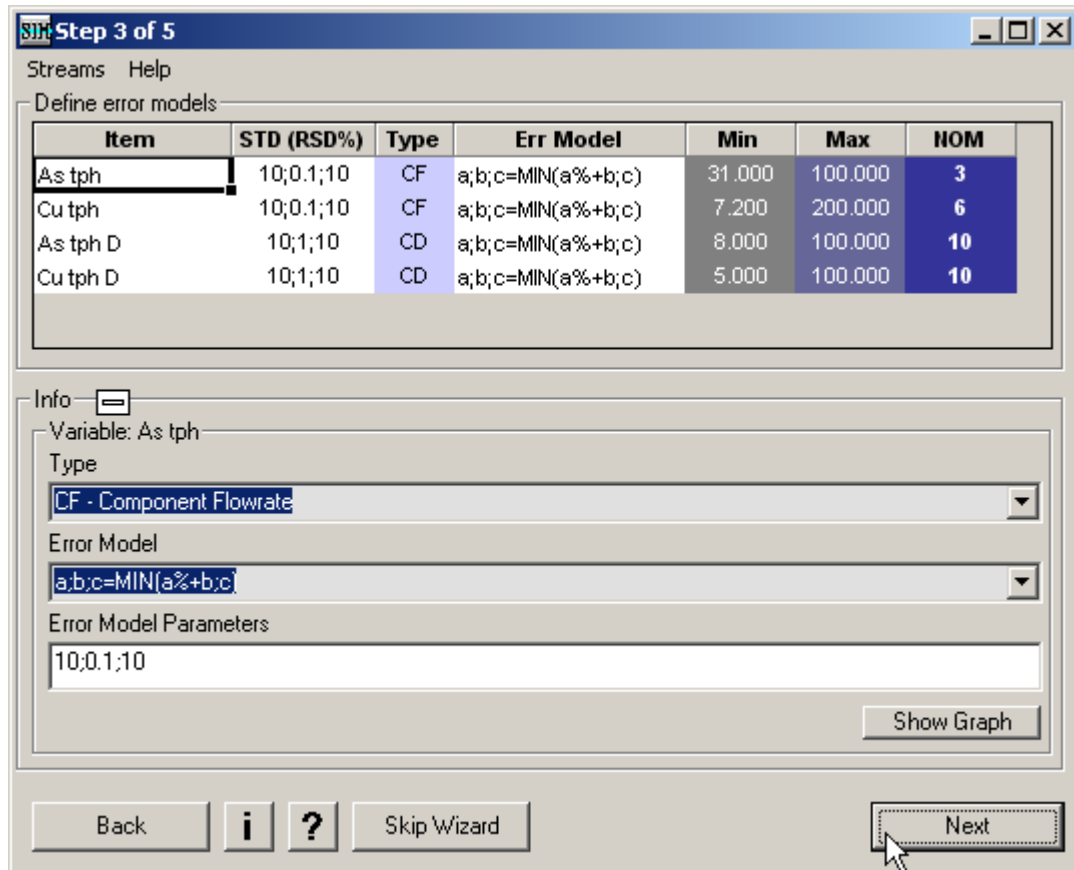 SIM Step 3 of 5
Streams Help
Define error models
Item STD (RSD%) Type Err Model Min Max NOM
As tph 10;0.1;10 CF a;b;c=MIN(a%+b;c) 31.000 100.000 3
Cu tph 10;0.1;10 CF a;b;c=MIN(a%+b;c) 7.200 200.000 6
As tph D 10;1;10 CD a;b;c=MIN(a%+b;c) 8.000 100.000 10
Cu tph D 10;1;10 CD a;b;c=MIN(a%+b;c) 5.000 100.000 10
Info
Variable: As tph
Type
CF - Component Flowrate
Error Model
a;b;c=MIN(a%+b;c)
Error Model Parameters
10;0.1;10
Show Graph
Back i ? Skip Wizard Next